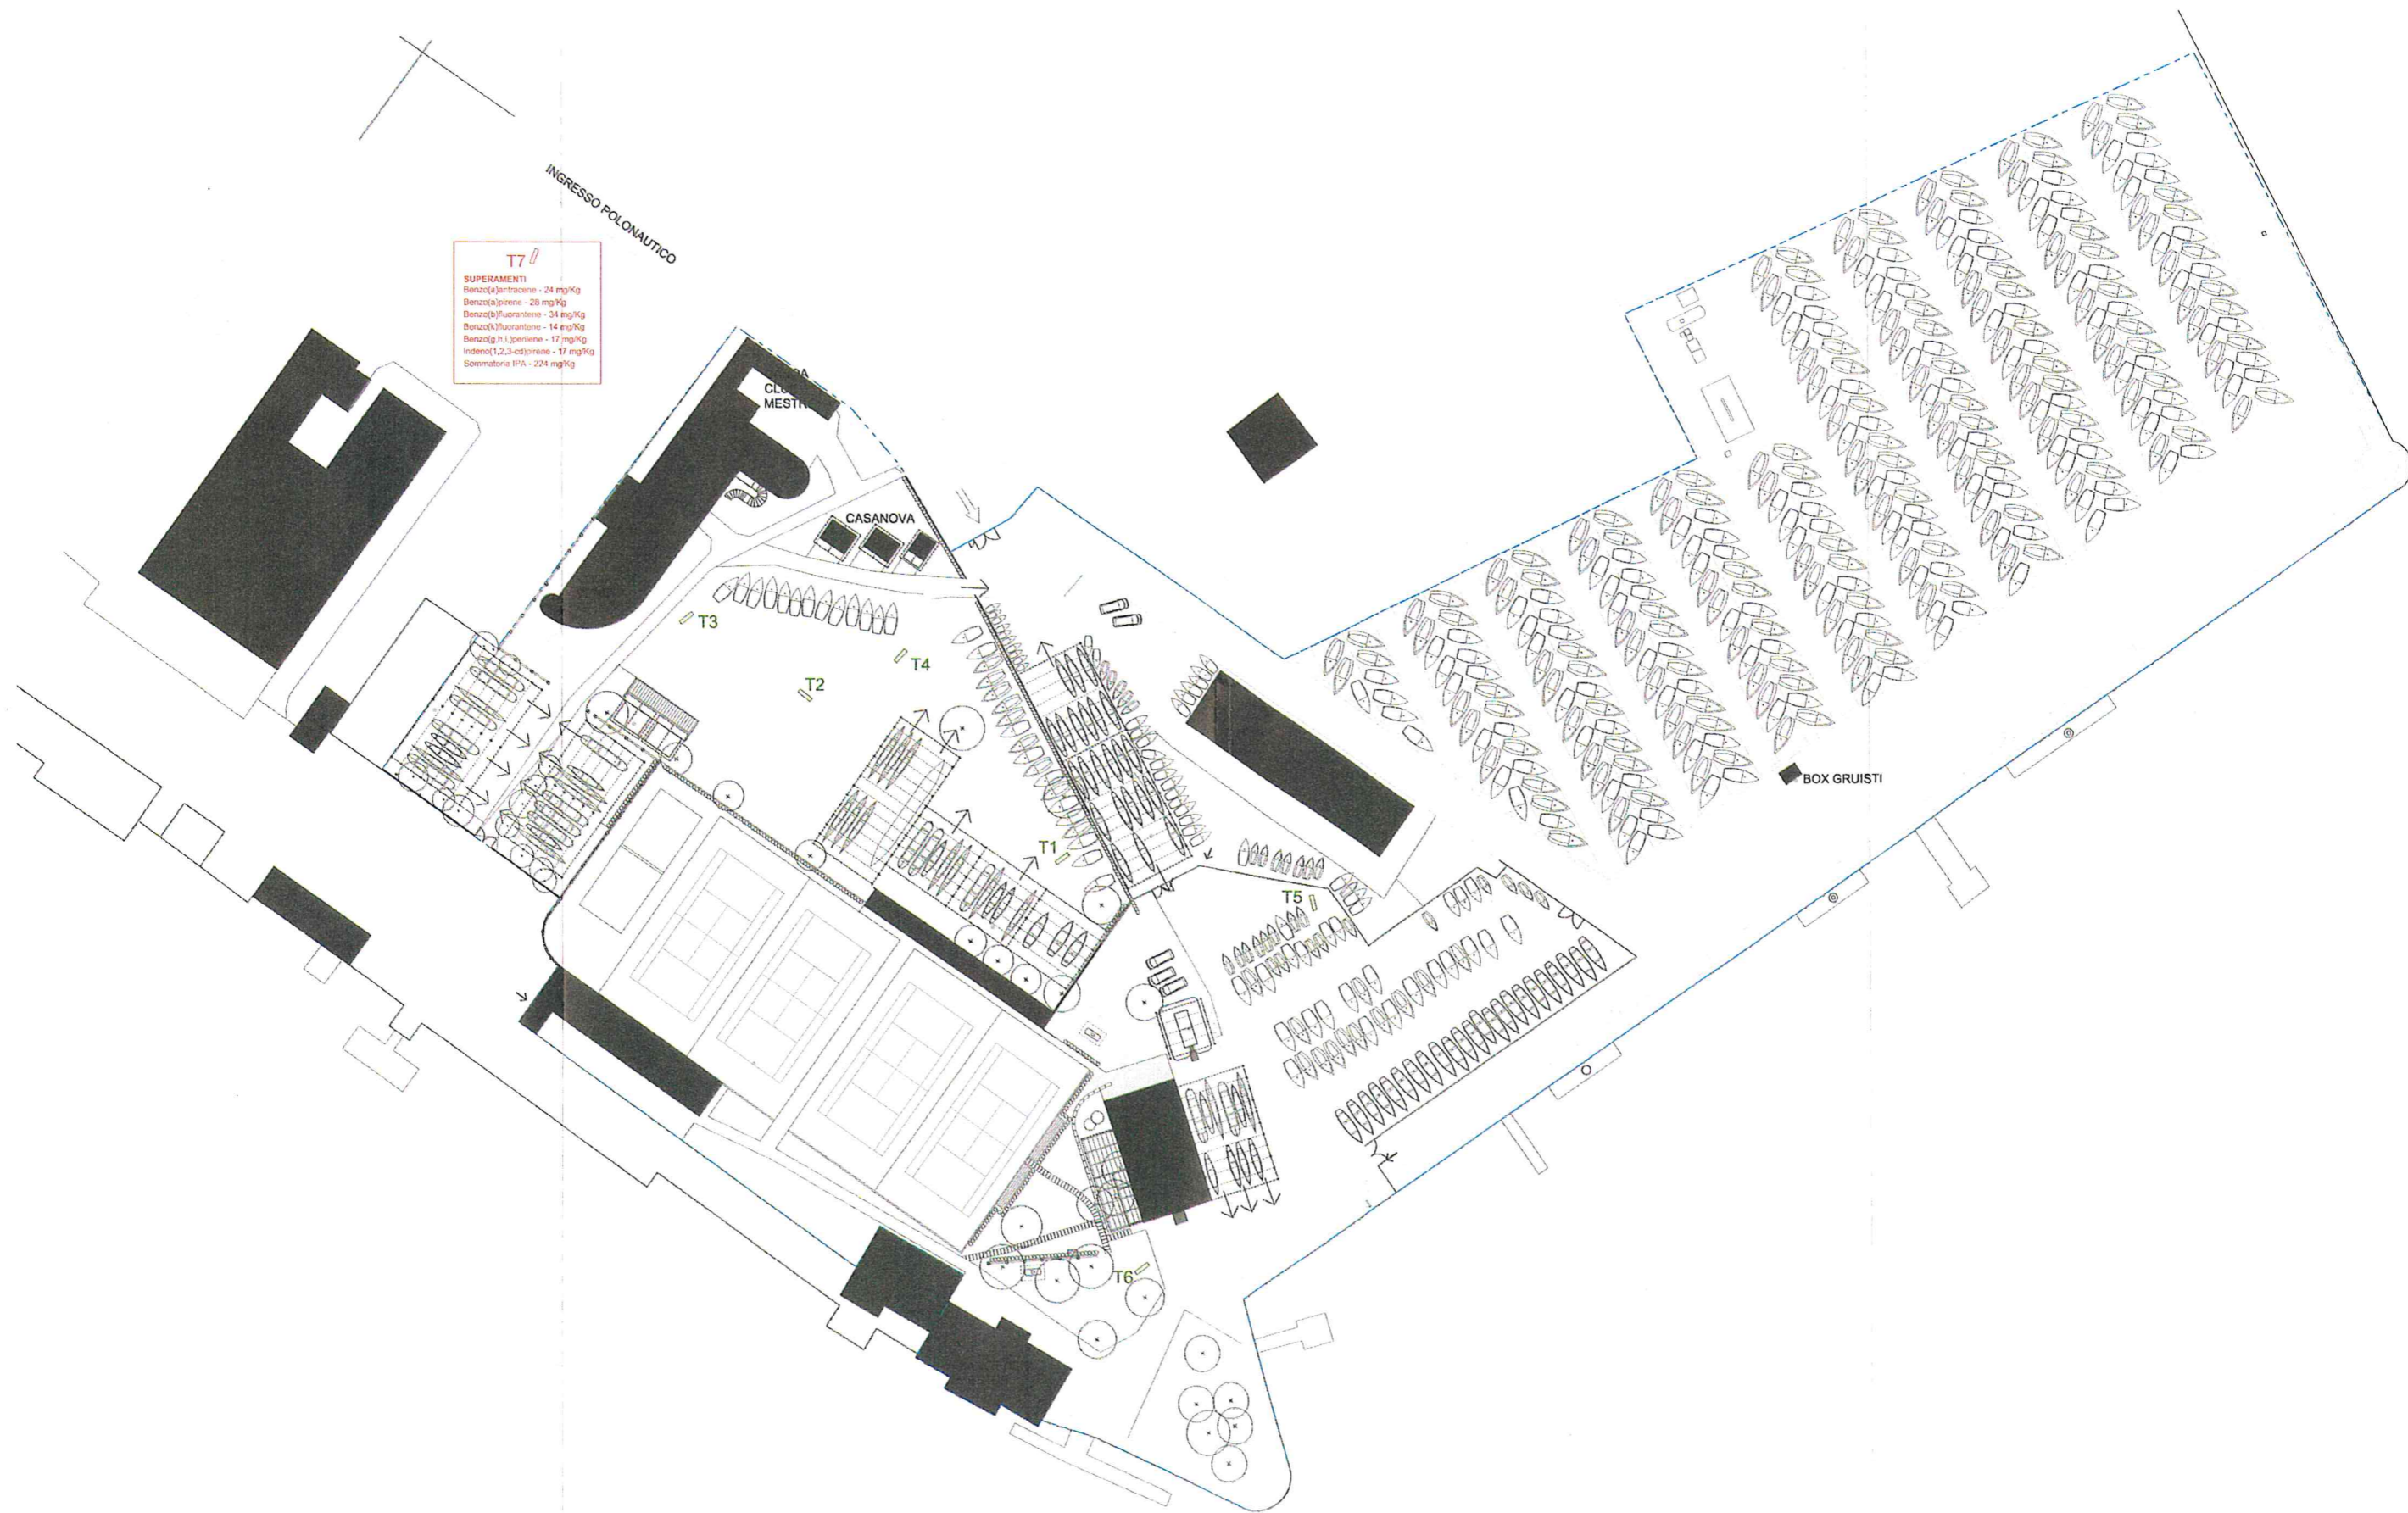 INGRESSO POLONAUTICO
T7
SUPERAMENTI
Benzo(a)antracene - 24 mg/Kg
Benzo(a)pirene - 28 mg/Kg
Benzo(b)fluorantene - 34 mg/Kg
Benzo(k)fluorantene - 14 mg/Kg
Benzo(g,h,i,)perilene - 17 mg/Kg
Indeno(1,2,3-cd)pirene - 17 mg/Kg
Sommatoria IPA - 224 mg/Kg
CASANOVA
T3
T4
T2
BOX GRUISTI
T1
T5
T6